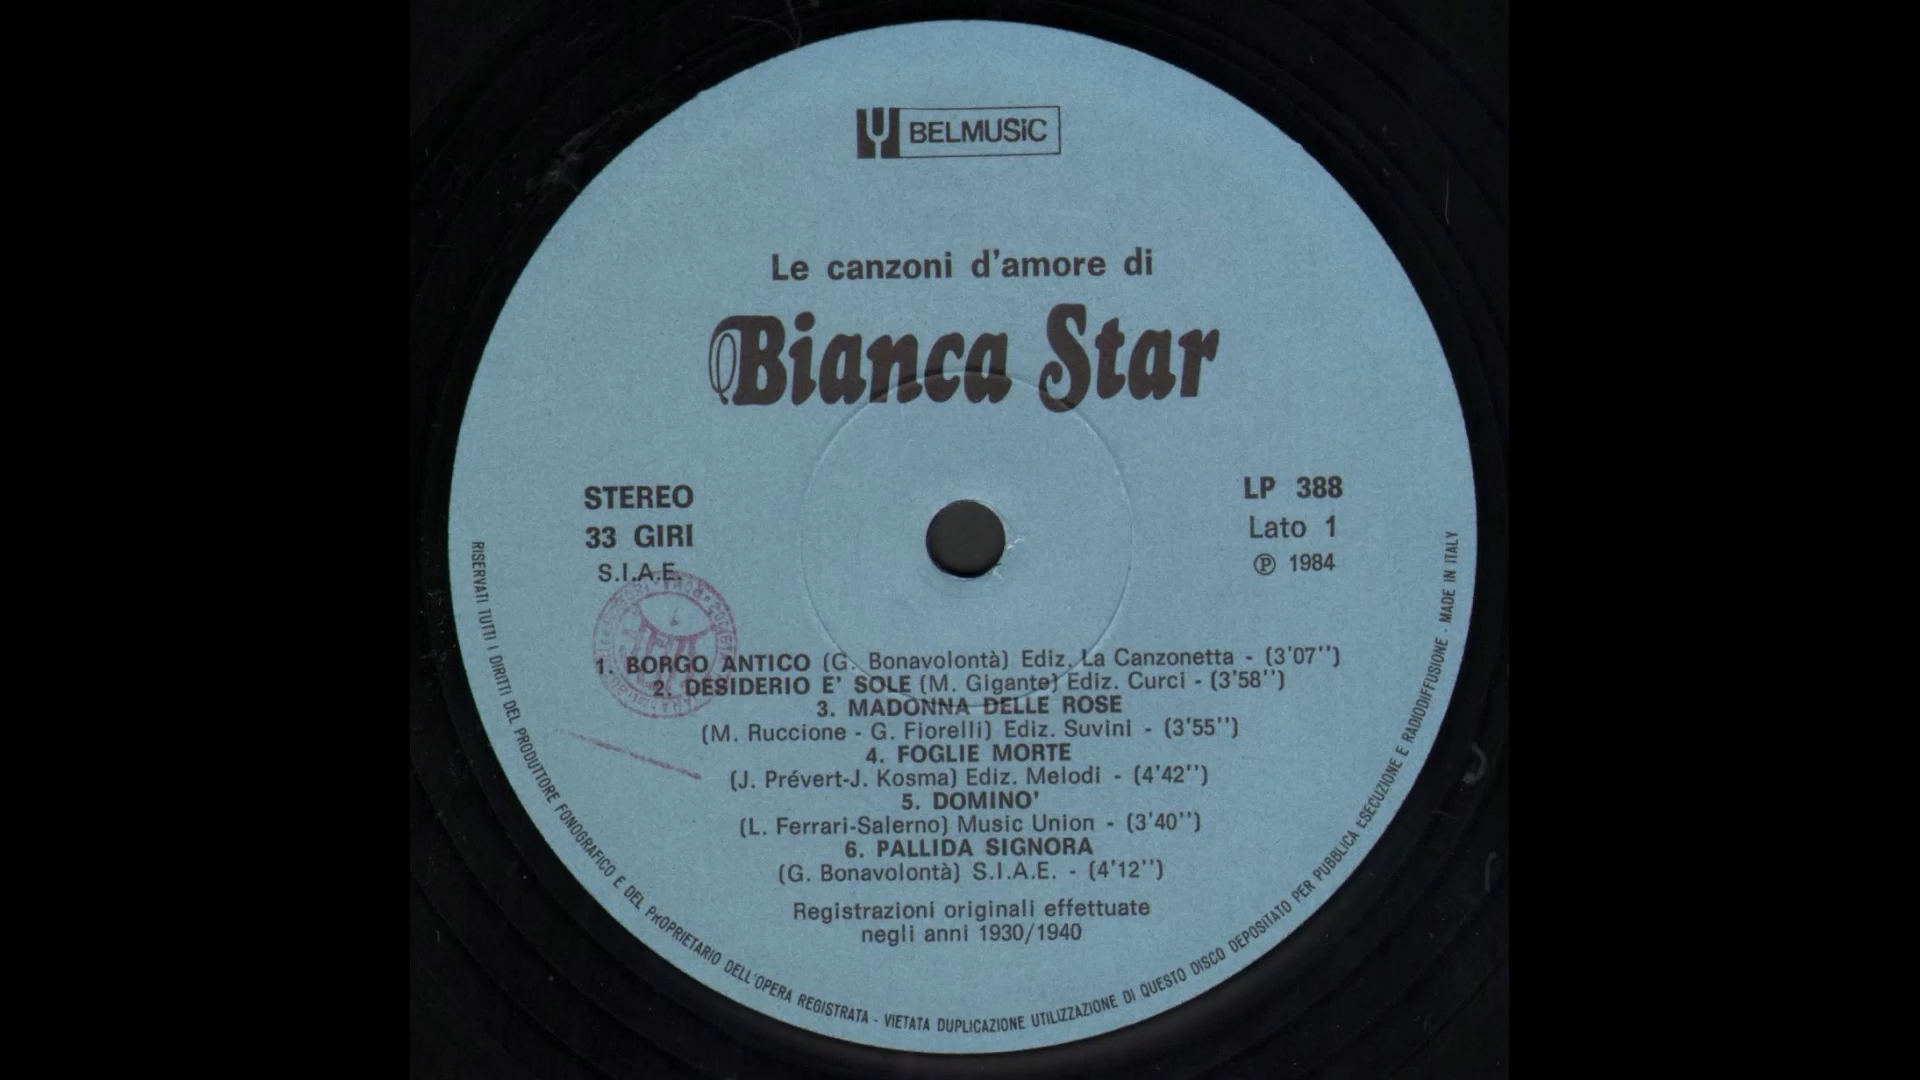 BELMUSiC
Le canzoni d'amore di
Bianca Star
STEREO
33 GIRI
S.I.A.E.
LP 388
Lato 1
℗ 1984
1. BORGO ANTICO (G. Bonavolontà) Ediz. La Canzonetta - (3'07'')
2. DESIDERIO E' SOLE (M. Gigante) Ediz. Curci - (3'58'')
3. MADONNA DELLE ROSE
(M. Ruccione - G. Fiorelli) Ediz. Suvini - (3'55'')
4. FOGLIE MORTE
(J. Prévert-J. Kosma) Ediz. Melodi - (4'42'')
5. DOMINO'
(L. Ferrari-Salerno) Music Union - (3'40'')
6. PALLIDA SIGNORA
(G. Bonavolontà) S.I.A.E. - (4'12'')
Registrazioni originali effettuate
negli anni 1930/1940
RISERVATI TUTTI I DIRITTI DEL PRODUTTORE FONOGRAFICO E DEL PROPRIETARIO DELL'OPERA REGISTRATA - VIETATA DUPLICAZIONE UTILIZZAZIONE DI QUESTO DISCO DEPOSITATO PER PUBBLICA ESECUZIONE E RADIODIFFUSIONE - MADE IN ITALY